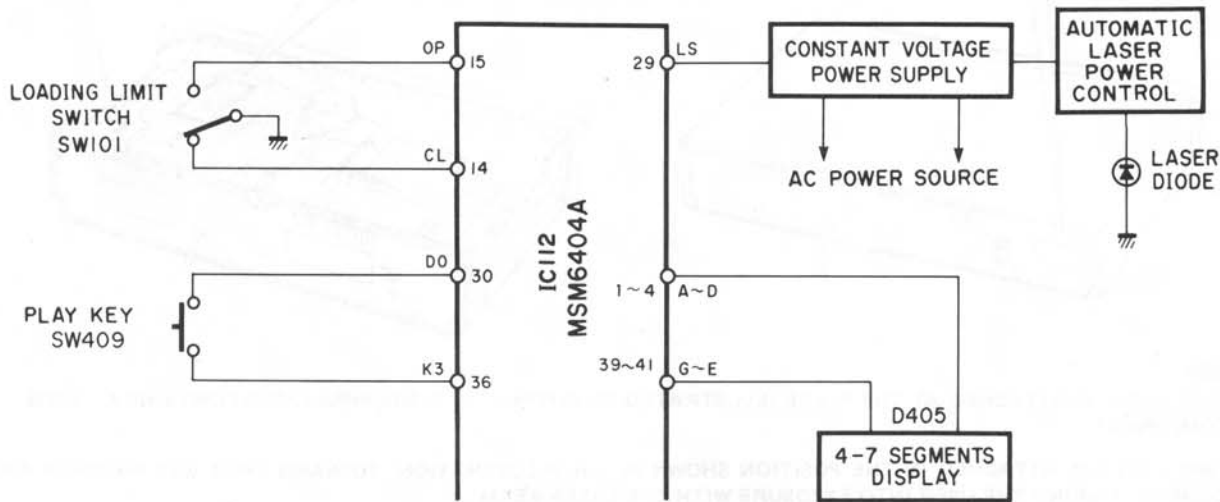 OP
15
LOADING LIMIT
SWITCH
SW101
CL
14
DO
30
PLAY KEY
SW409
K3
36
IC112
MSM6404A
LS
29
CONSTANT VOLTAGE
POWER SUPPLY
AUTOMATIC
LASER
POWER
CONTROL
AC POWER SOURCE
LASER
DIODE
1~4
A~D
39~41
G~E
D405
4-7 SEGMENTS
DISPLAY